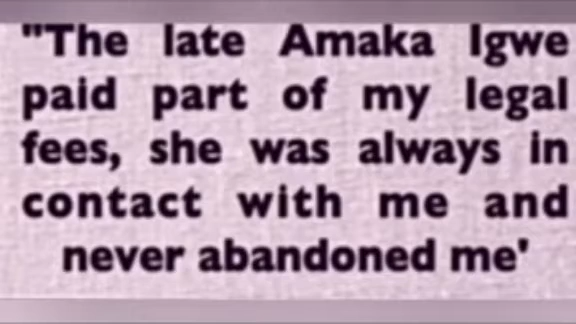 "The late Amaka Igwe
paid part of my legal
fees, she was always in
contact with me and
never abandoned me'